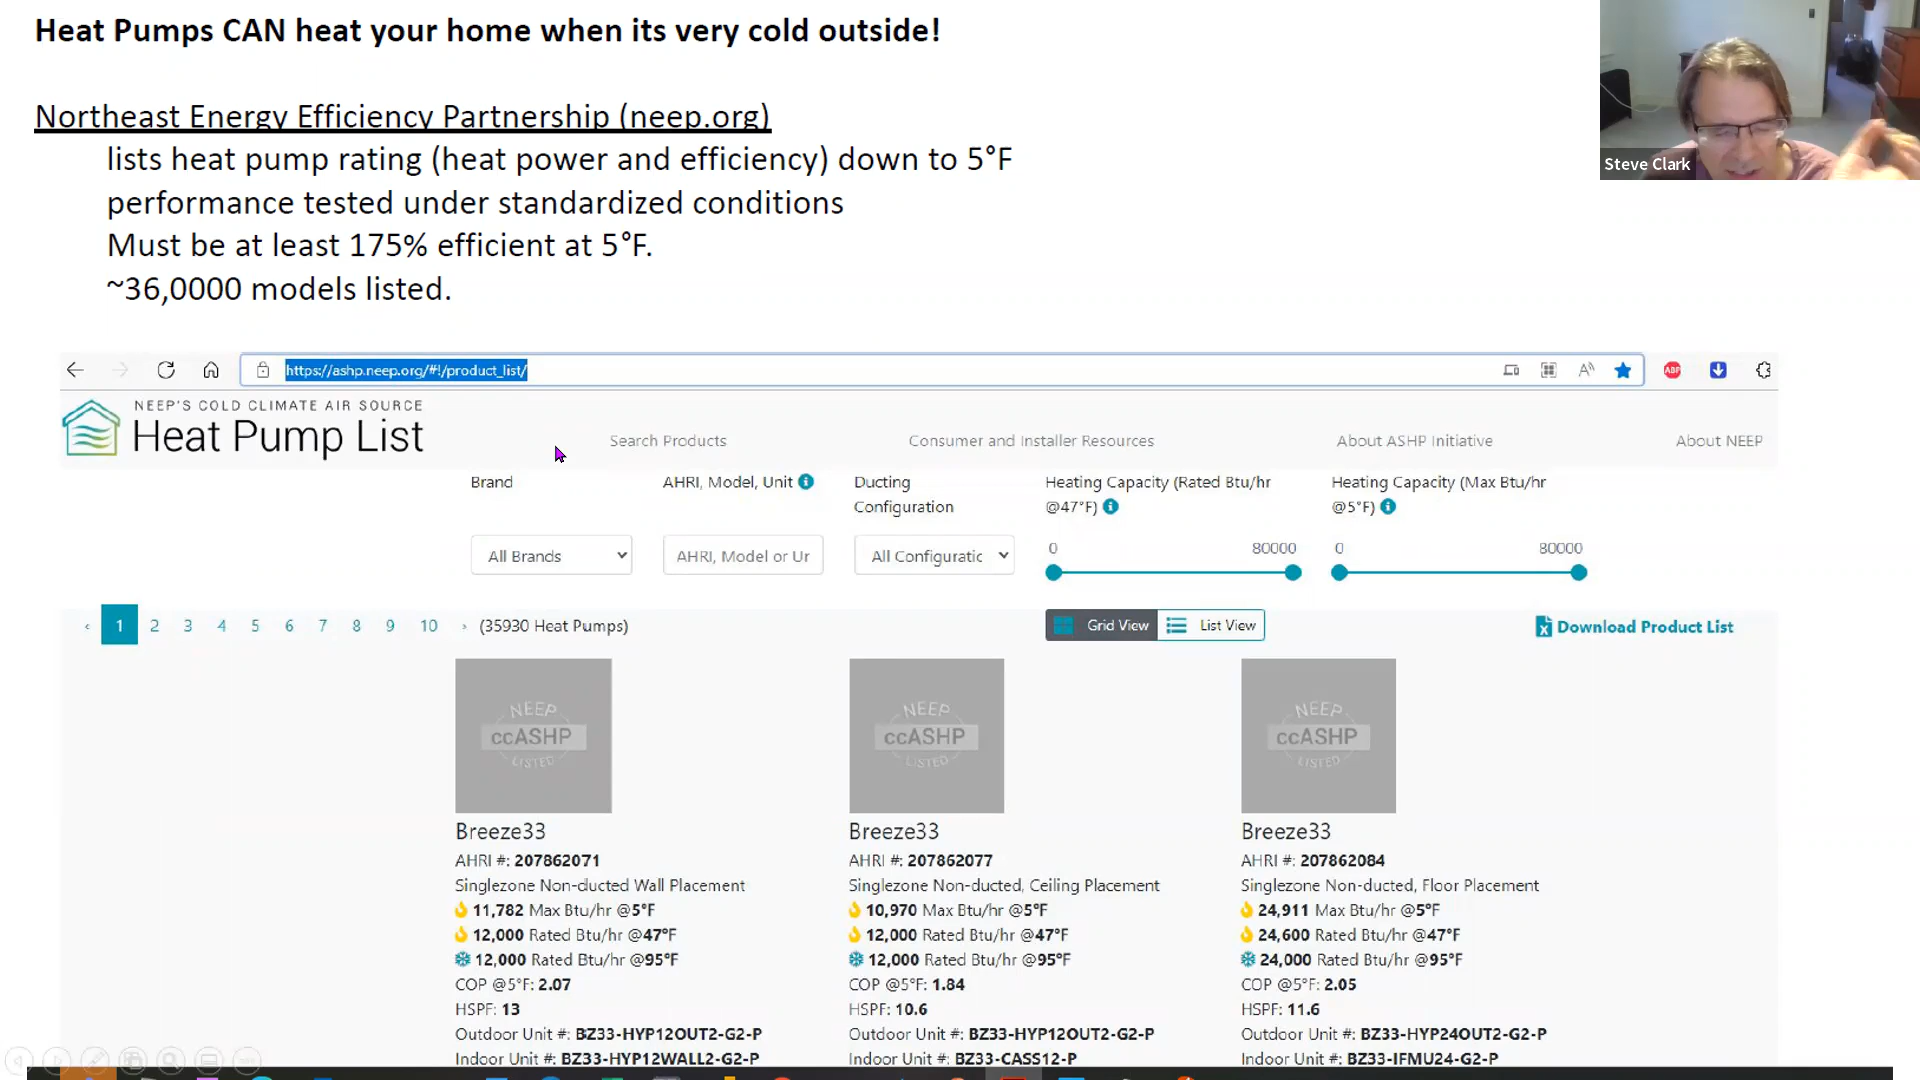 Heat Pumps CAN heat your home when its very cold outside!
Steve Clark
Northeast Energy Efficiency Partnership (neep.org)
lists heat pump rating (heat power and efficiency) down to 5°F
performance tested under standardized conditions
Must be at least 175% efficient at 5°F.
~36,0000 models listed.
https://ashp.neep.org/#!/product_list/
ABP
NEEP'S COLD CLIMATE AIR SOURCE
Heat Pump List
Search Products
Consumer and Installer Resources
About ASHP Initiative
About NEEP
Brand
AHRI, Model, Unit
Ducting
Configuration
Heating Capacity (Rated Btu/hr
@47°F)
Heating Capacity (Max Btu/hr
@5°F)
All Brands
AHRI, Model or Ur
All Configuratic
0 80000
0 80000
‹ 1 2 3 4 5 6 7 8 9 10 › (35930 Heat Pumps)
Grid View
List View
Download Product List
NEEP
ccASHP
LISTED
NEEP
ccASHP
LISTED
NEEP
ccASHP
LISTED
Breeze33
AHRI #: 207862071
Singlezone Non-ducted Wall Placement
11,782 Max Btu/hr @5°F
12,000 Rated Btu/hr @47°F
12,000 Rated Btu/hr @95°F
COP @5°F: 2.07
HSPF: 13
Outdoor Unit #: BZ33-HYP12OUT2-G2-P
Indoor Unit #: BZ33-HYP12WALL2-G2-P
Breeze33
AHRI #: 207862077
Singlezone Non-ducted, Ceiling Placement
10,970 Max Btu/hr @5°F
12,000 Rated Btu/hr @47°F
12,000 Rated Btu/hr @95°F
COP @5°F: 1.84
HSPF: 10.6
Outdoor Unit #: BZ33-HYP12OUT2-G2-P
Indoor Unit #: BZ33-CASS12-P
Breeze33
AHRI #: 207862084
Singlezone Non-ducted, Floor Placement
24,911 Max Btu/hr @5°F
24,600 Rated Btu/hr @47°F
24,000 Rated Btu/hr @95°F
COP @5°F: 2.05
HSPF: 11.6
Outdoor Unit #: BZ33-HYP24OUT2-G2-P
Indoor Unit #: BZ33-IFMU24-G2-P